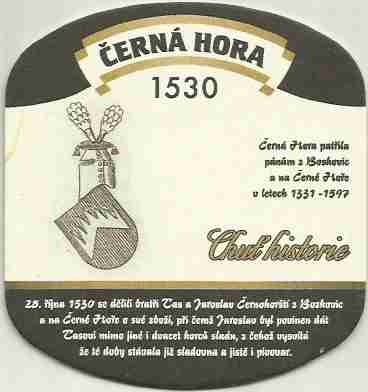 ČERNÁ HORA
1530
Černá Hora patřila
pánům z Boskovic
a na Černé Hoře
v letech 1331 -1597
Chuť historie
28. října 1530 se dělili bratři Tas a Jaroslav Černohorští z Bozkovic
a na Černé Hoře o své zboží, při čemž Jaroslav byl povinen dát
Tasovi mimo jiné i dvacet korců sladu, z čehož vysvítá
že té doby stávala již sladovna a jistě i pivovar.